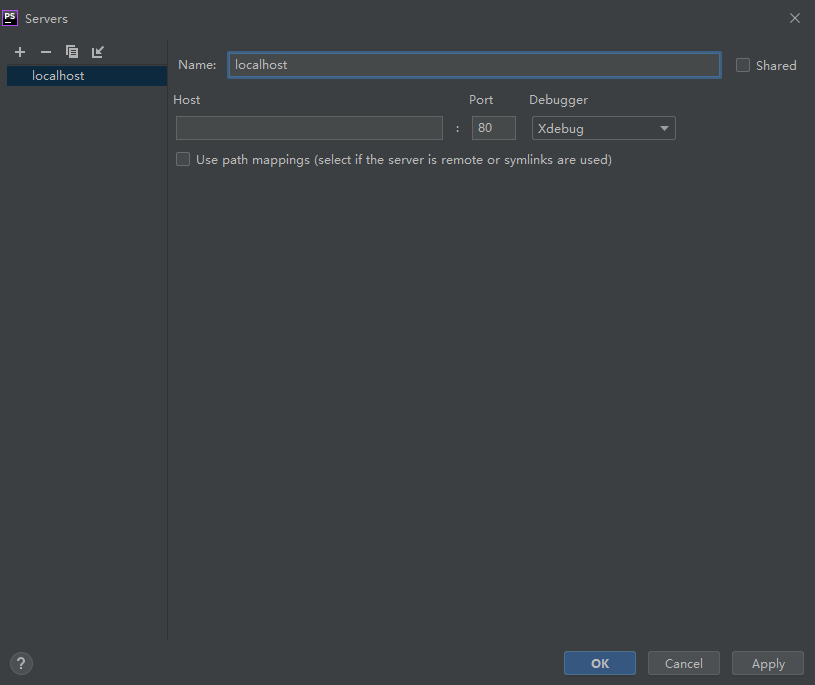 PS Servers
localhost
Name: localhost Shared
Host Port Debugger
: 80 Xdebug
Use path mappings (select if the server is remote or symlinks are used)
? OK Cancel Apply